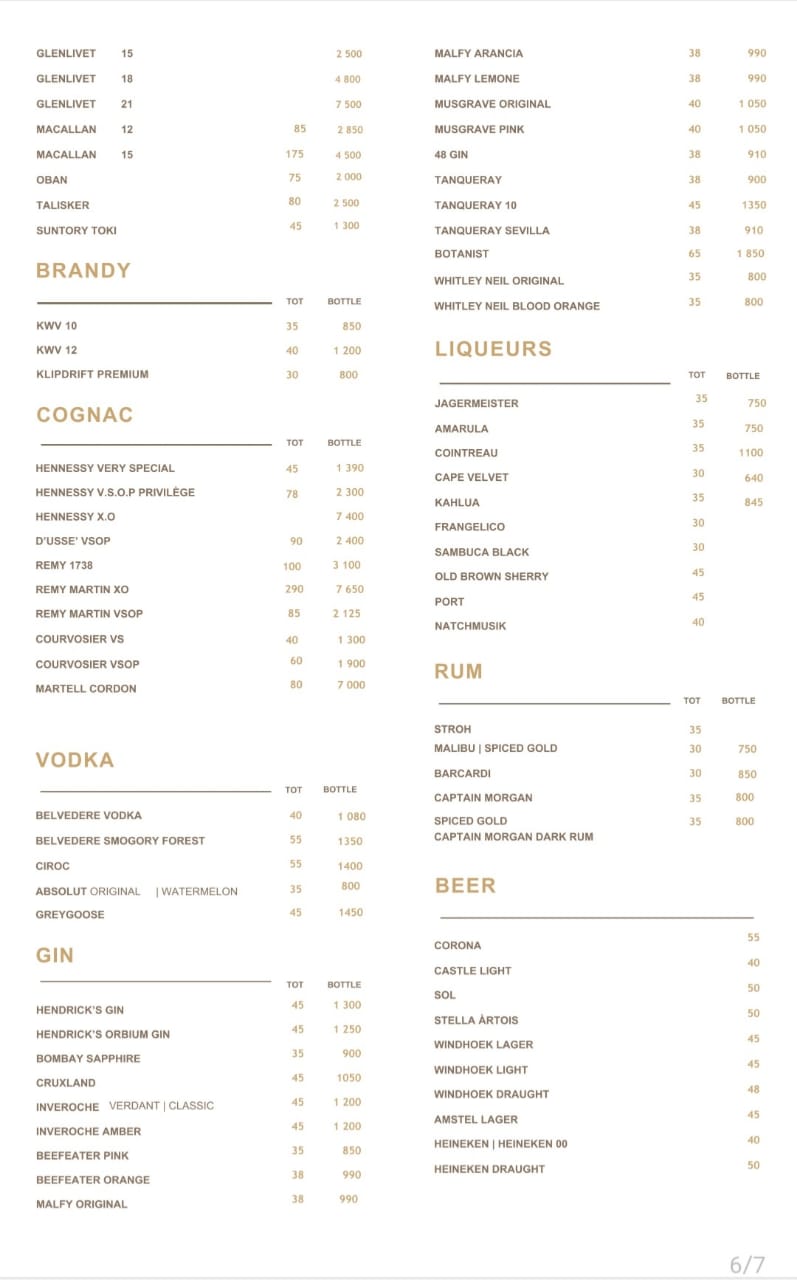 GLENLIVET 15 2 500
GLENLIVET 18 4 800
GLENLIVET 21 7 500
MACALLAN 12 85 2 850
MACALLAN 15 175 4 500
OBAN 75 2 000
TALISKER 80 2 500
SUNTORY TOKI 45 1 300
BRANDY
TOT BOTTLE
KWV 10 35 850
KWV 12 40 1 200
KLIPDRIFT PREMIUM 30 800
COGNAC
TOT BOTTLE
HENNESSY VERY SPECIAL 45 1 390
HENNESSY V.S.O.P PRIVILÈGE 78 2 300
HENNESSY X.O 7 400
D'USSE' VSOP 90 2 400
REMY 1738 100 3 100
REMY MARTIN XO 290 7 650
REMY MARTIN VSOP 85 2 125
COURVOSIER VS 40 1 300
COURVOSIER VSOP 60 1 900
MARTELL CORDON 80 7 000
VODKA
TOT BOTTLE
BELVEDERE VODKA 40 1 080
BELVEDERE SMOGORY FOREST 55 1350
CIROC 55 1400
ABSOLUT ORIGINAL | WATERMELON 35 800
GREYGOOSE 45 1450
GIN
TOT BOTTLE
HENDRICK'S GIN 45 1 300
HENDRICK'S ORBIUM GIN 45 1 250
BOMBAY SAPPHIRE 35 900
CRUXLAND 45 1050
INVEROCHE VERDANT | CLASSIC 45 1 200
INVEROCHE AMBER 45 1 200
BEEFEATER PINK 35 850
BEEFEATER ORANGE 38 990
MALFY ORIGINAL 38 990
MALFY ARANCIA 38 990
MALFY LEMONE 38 990
MUSGRAVE ORIGINAL 40 1 050
MUSGRAVE PINK 40 1 050
48 GIN 38 910
TANQUERAY 38 900
TANQUERAY 10 45 1350
TANQUERAY SEVILLA 38 910
BOTANIST 65 1 850
WHITLEY NEIL ORIGINAL 35 800
WHITLEY NEIL BLOOD ORANGE 35 800
LIQUEURS
TOT BOTTLE
JAGERMEISTER 35 750
AMARULA 35 750
COINTREAU 35 1100
CAPE VELVET 30 640
KAHLUA 35 845
FRANGELICO 30
SAMBUCA BLACK 30
OLD BROWN SHERRY 45
PORT 45
NATCHMUSIK 40
RUM
TOT BOTTLE
STROH 35
MALIBU | SPICED GOLD 30 750
BARCARDI 30 850
CAPTAIN MORGAN 35 800
SPICED GOLD 35 800
CAPTAIN MORGAN DARK RUM
BEER
CORONA 55
CASTLE LIGHT 40
SOL 50
STELLA ÀRTOIS 50
WINDHOEK LAGER 45
WINDHOEK LIGHT 45
WINDHOEK DRAUGHT 48
AMSTEL LAGER 45
HEINEKEN | HEINEKEN 00 40
HEINEKEN DRAUGHT 50
6/7